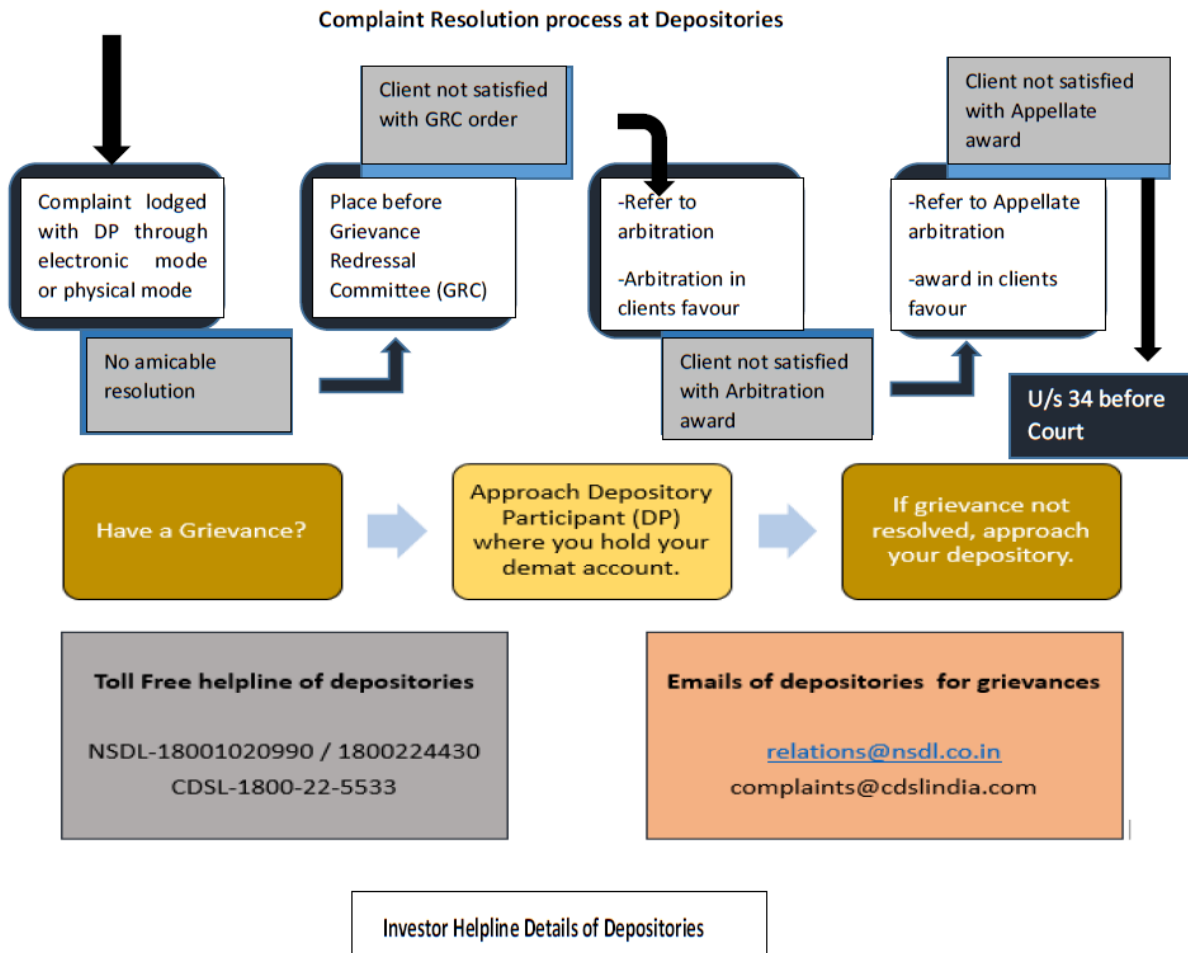 Complaint Resolution process at Depositories
Complaint lodged
with DP through
electronic mode
or physical mode
No amicable
resolution
Place before
Grievance
Redressal
Committee (GRC)
Client not satisfied
with GRC order
-Refer to
arbitration
-Arbitration in
clients favour
Client not satisfied
with Arbitration
award
-Refer to Appellate
arbitration
-award in clients
favour
Client not satisfied
with Appellate
award
U/s 34 before
Court
Have a Grievance?
Approach Depository
Participant (DP)
where you hold your
demat account.
If grievance not
resolved, approach
your depository.
Toll Free helpline of depositories
NSDL-18001020990 / 1800224430
CDSL-1800-22-5533
Emails of depositories for grievances
relations@nsdl.co.in
complaints@cdslindia.com
Investor Helpline Details of Depositories